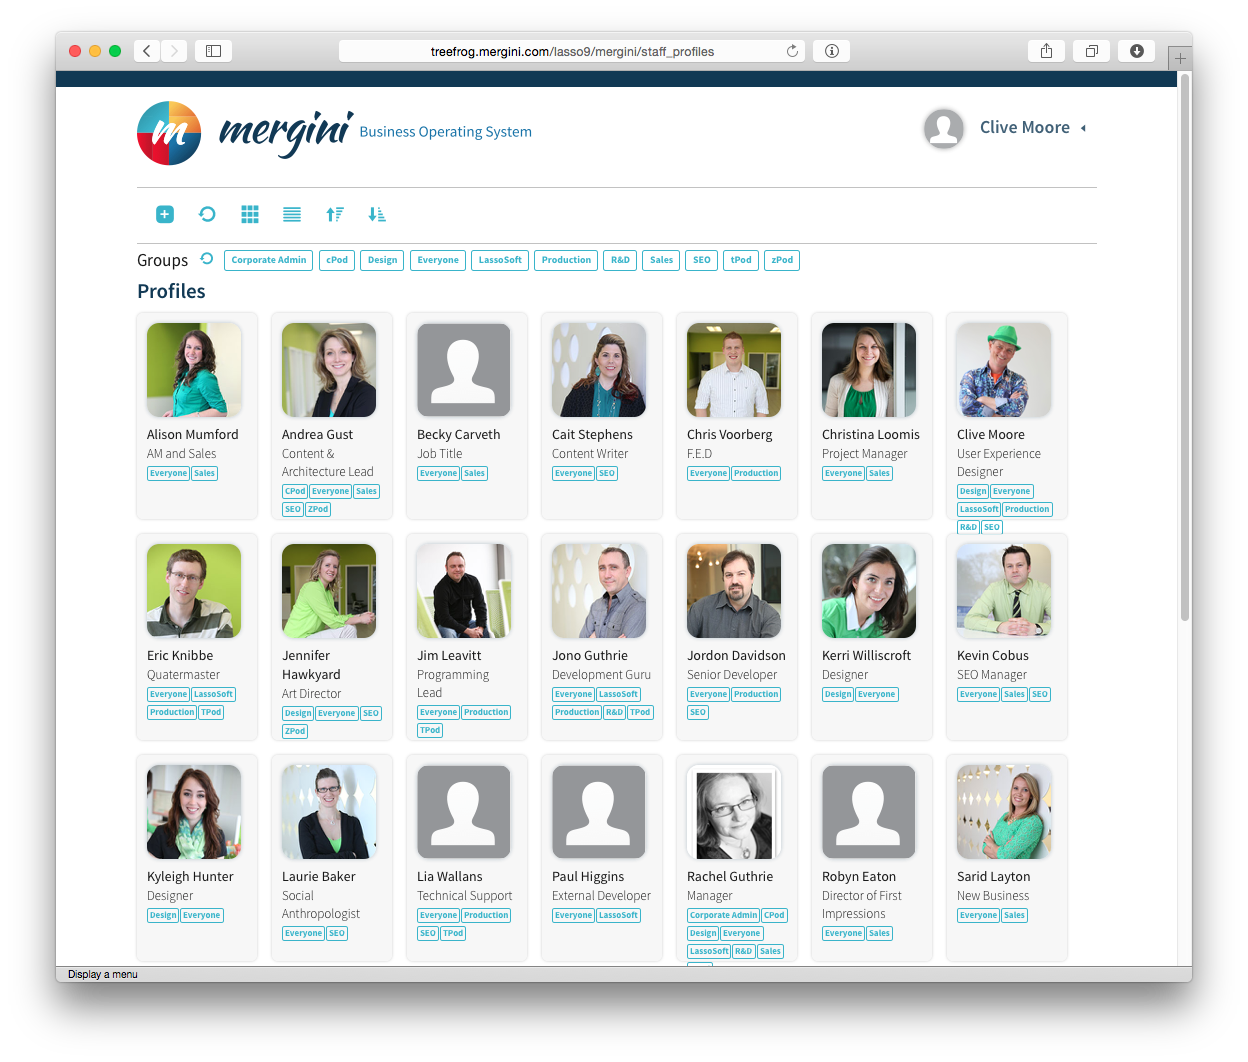 treefrog.mergini.com/lasso9/mergini/staff_profiles
m mergini Business Operating System
Clive Moore
Groups Corporate Admin cPod Design Everyone LassoSoft Production R&D Sales SEO tPod zPod
Profiles
Alison Mumford
AM and Sales
Everyone Sales
Andrea Gust
Content &
Architecture Lead
CPod Everyone Sales
SEO ZPod
Becky Carveth
Job Title
Everyone Sales
Cait Stephens
Content Writer
Everyone SEO
Chris Voorberg
F.E.D
Everyone Production
Christina Loomis
Project Manager
Everyone Sales
Clive Moore
User Experience
Designer
Design Everyone
LassoSoft Production
R&D SEO
Eric Knibbe
Quatermaster
Everyone LassoSoft
Production TPod
Jennifer
Hawkyard
Art Director
Design Everyone SEO
ZPod
Jim Leavitt
Programming
Lead
Everyone Production
TPod
Jono Guthrie
Development Guru
Everyone LassoSoft
Production R&D TPod
Jordon Davidson
Senior Developer
Everyone Production
SEO
Kerri Williscroft
Designer
Design Everyone
Kevin Cobus
SEO Manager
Everyone Sales SEO
Kyleigh Hunter
Designer
Design Everyone
Laurie Baker
Social
Anthropologist
Everyone SEO
Lia Wallans
Technical Support
Everyone Production
SEO TPod
Paul Higgins
External Developer
Everyone LassoSoft
Rachel Guthrie
Manager
Corporate Admin CPod
Design Everyone
LassoSoft R&D Sales
Robyn Eaton
Director of First
Impressions
Everyone Sales
Sarid Layton
New Business
Everyone Sales
Display a menu